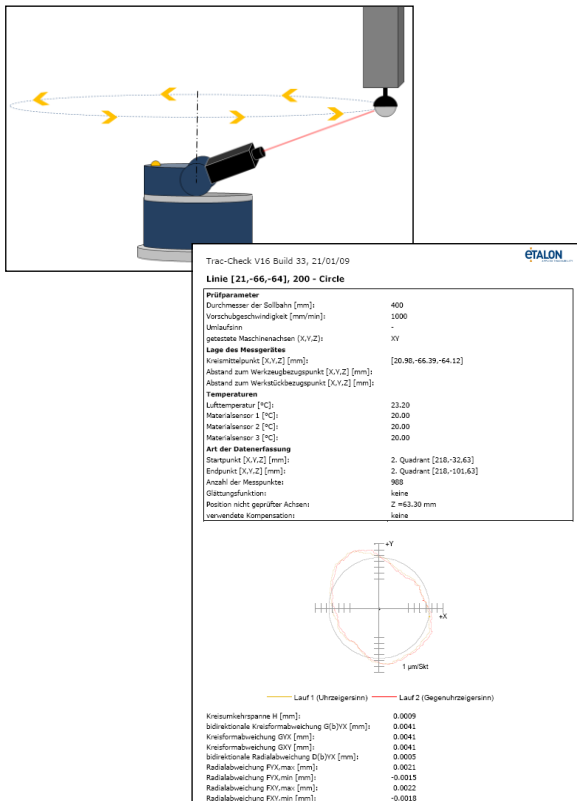 etalon
Trac-Check V16 Build 33, 21/01/09
Linie [21,-66,-64], 200 - Circle
Prüfparameter
Durchmesser der Sollbahn [mm]: 400
Vorschubgeschwindigkeit [mm/min]: 1000
Umlaufsinn -
getestete Maschinenachsen (X,Y,Z): XY
Lage des Messgerätes
Kreismittelpunkt [X,Y,Z] [mm]: [20.98,-66.39,-64.12]
Abstand zum Werkzeugbezugspunkt [X,Y,Z] [mm]:
Abstand zum Werkstückbezugspunkt [X,Y,Z] [mm]:
Temperaturen
Lufttemperatur [°C]: 23.20
Materialsensor 1 [°C]: 20.00
Materialsensor 2 [°C]: 20.00
Materialsensor 3 [°C]: 20.00
Art der Datenerfassung
Startpunkt [X,Y,Z] [mm]: 2. Quadrant [218,-32,63]
Endpunkt [X,Y,Z] [mm]: 2. Quadrant [218,-101,63]
Anzahl der Messpunkte: 988
Glättungsfunktion: keine
Position nicht geprüfter Achsen: Z =63.30 mm
verwendete Kompensation: keine
+Y
+X
1 µm/Skt
Lauf 1 (Uhrzeigersinn) Lauf 2 (Gegenuhrzeigersinn)
Kreisumkehrspanne H [mm]: 0.0009
bidirektionale Kreisformabweichung G(b)YX [mm]: 0.0041
Kreisformabweichung GYX [mm]: 0.0041
Kreisformabweichung GXY [mm]: 0.0041
bidirektionale Radialabweichung D(b)YX [mm]: 0.0005
Radialabweichung FYX,max [mm]: 0.0021
Radialabweichung FYX,min [mm]: -0.0015
Radialabweichung FXY,max [mm]: 0.0022
Radialabweichung FXY,min [mm]: -0.0018